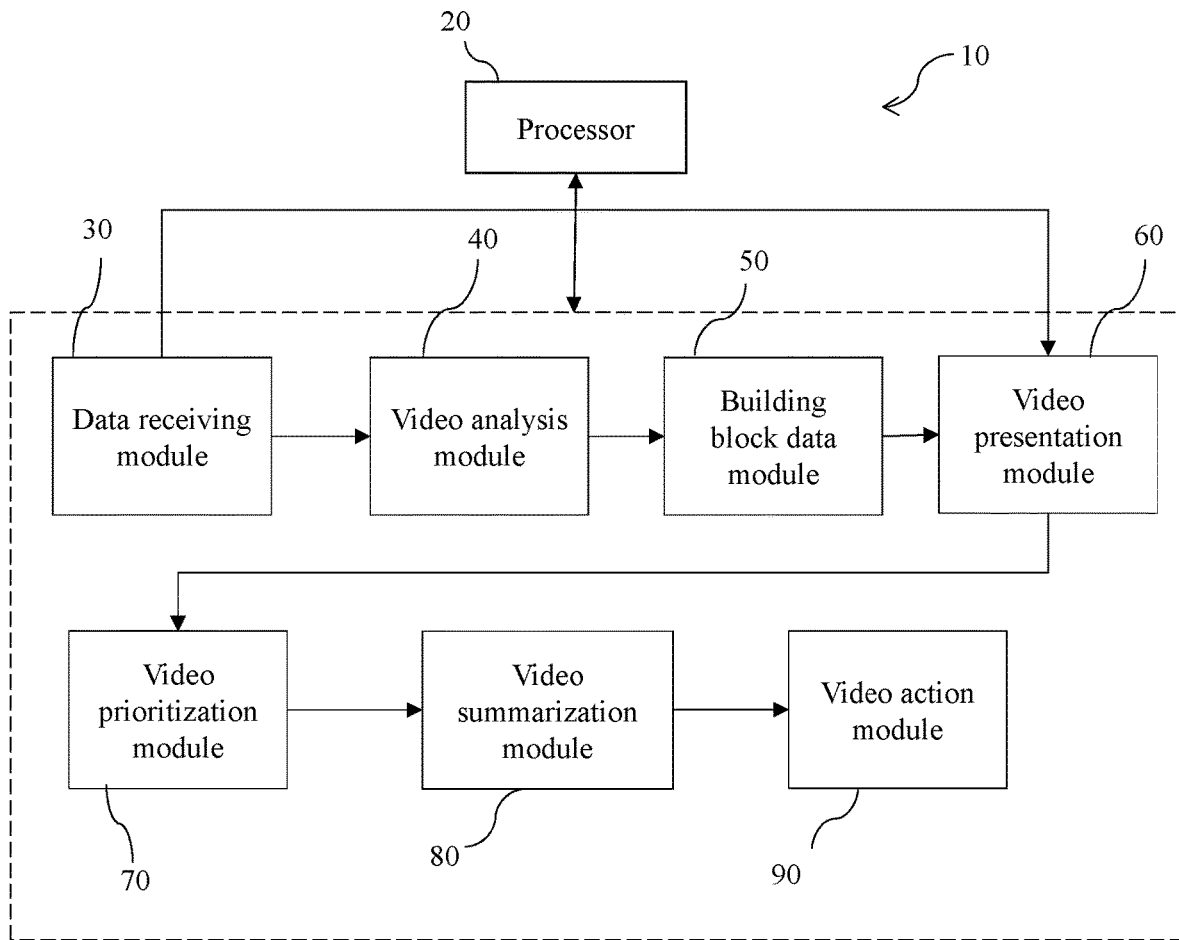 20
10
Processor
30
40
50
60
Data receiving
module
Video analysis
module
Building
block data
module
Video
presentation
module
Video
prioritization
module
Video
summarization
module
Video action
module
70
80
90